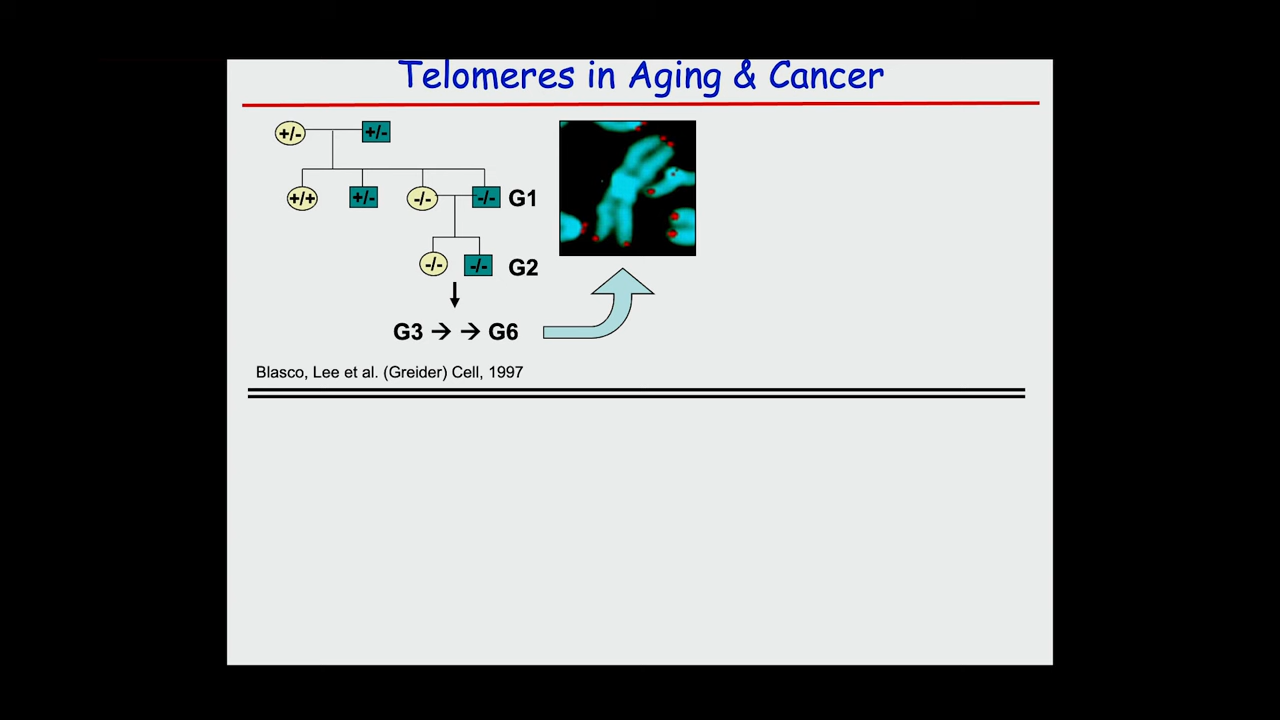 Telomeres in Aging & Cancer
+/- +/-
+/+ +/- -/- -/- G1
-/- -/- G2
G3 → → G6
Blasco, Lee et al. (Greider) Cell, 1997